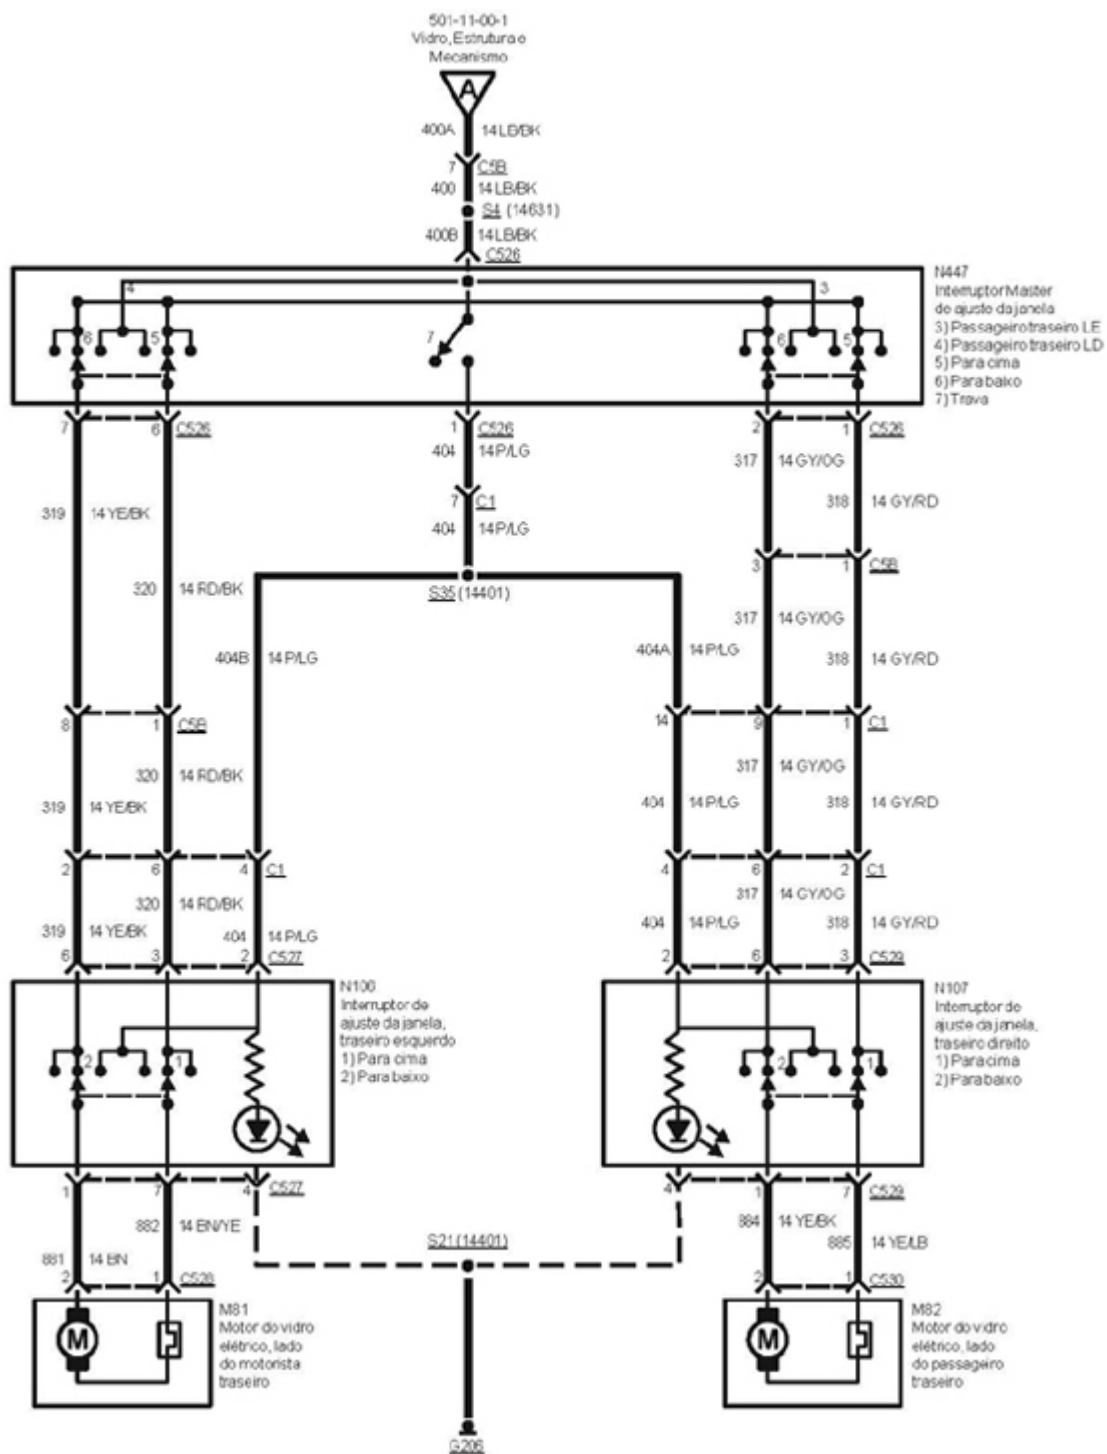 501-11-00-1
Vidro, Estrutura e
Mecanismo
A
400A 14 LB/BK
7 C5B
400 14 LB/BK
S4 (14631)
400B 14 LB/BK
C526
N447
Interruptor Master
de ajuste da janela
3) Passageiro traseiro LE
4) Passageiro traseiro LD
5) Para cima
6) Para baixo
7) Trava
4 3
6 5 7 6 5
7 6 C526 1 C526 2 1 C526
404 14 P/LG 317 14 GY/OG
7 C1
319 14 YE/BK 318 14 GY/RD
404 14 P/LG
3 1 C5B
320 14 RD/BK S35 (14401)
317 14 GY/OG
404B 14 P/LG 404A 14 P/LG 318 14 GY/RD
8 1 C5B 14 9 1 C1
320 14 RD/BK 317 14 GY/OG
319 14 YE/BK 404 14 P/LG 318 14 GY/RD
2 6 4 C1 4 6 2 C1
320 14 RD/BK 317 14 GY/OG
319 14 YE/BK 404 14 P/LG 404 14 P/LG 318 14 GY/RD
6 3 2 C527 2 6 3 C529
N106
Interruptor de
ajuste da janela,
traseiro esquerdo
1) Para cima
2) Para baixo
N107
Interruptor de
ajuste da janela,
traseiro direito
1) Para cima
2) Para baixo
2 1 2 1
1 7 4 C527 4 1 7 C529
882 14 BN/YE 884 14 YE/BK
S21 (14401)
881 14 BN 885 14 YE/LB
2 1 C528 2 1 C530
M81
Motor do vidro
elétrico, lado
do motorista
traseiro
M
M82
Motor do vidro
elétrico, lado
do passageiro
traseiro
M
G206